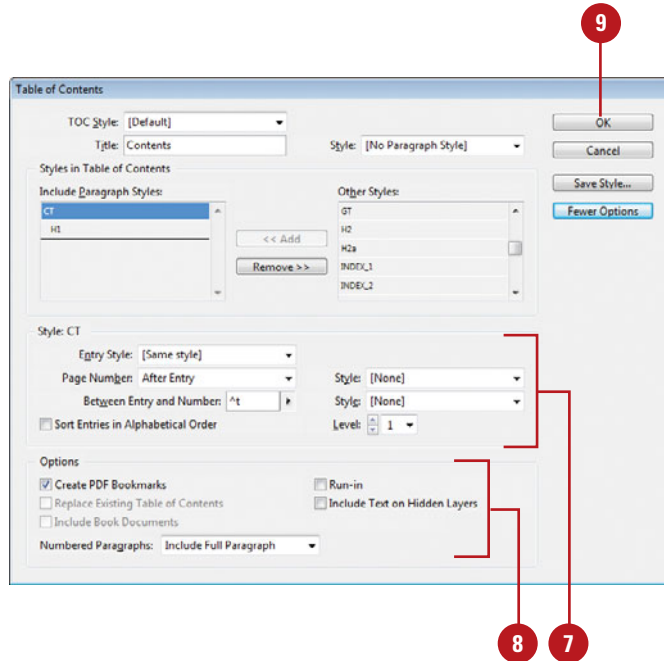 9
Table of Contents
TOC Style: [Default]
OK
Title: Contents Style: [No Paragraph Style]
Cancel
Styles in Table of Contents
Save Style...
Include Paragraph Styles: Other Styles:
Fewer Options
CT GT
H1 H2
<< Add
H2a
Remove >> INDEX_1
INDEX_2
Style: CT
Entry Style: [Same style]
Page Number: After Entry Style: [None]
Between Entry and Number: ^t Style: [None]
Sort Entries in Alphabetical Order Level: 1
Options
Create PDF Bookmarks Run-in
Replace Existing Table of Contents Include Text on Hidden Layers
Include Book Documents
Numbered Paragraphs: Include Full Paragraph
8 7